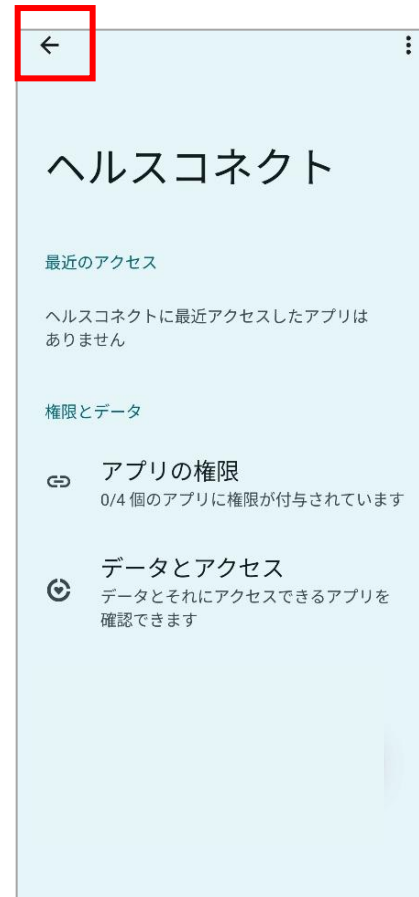 ヘルスコネクト
最近のアクセス
ヘルスコネクトに最近アクセスしたアプリは
ありません
権限とデータ
アプリの権限
0/4 個のアプリに権限が付与されています
データとアクセス
データとそれにアクセスできるアプリを
確認できます